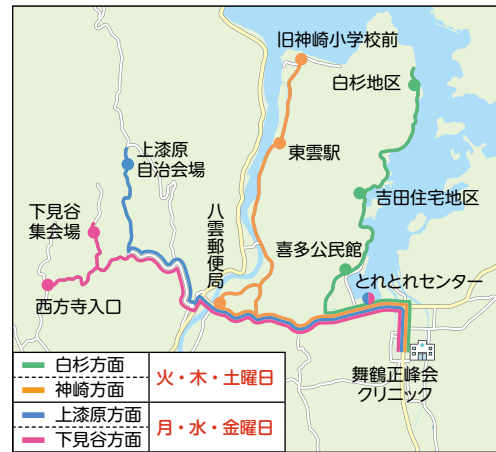 旧神崎小学校前
白杉地区
東雲駅
上漆原
自治会場
吉田住宅地区
下見谷
集会場
八雲郵便局
喜多公民館
とれとれセンター
西方寺入口
舞鶴正峰会
クリニック
白杉方面
神崎方面
火・木・土曜日
上漆原方面
下見谷方面
月・水・金曜日